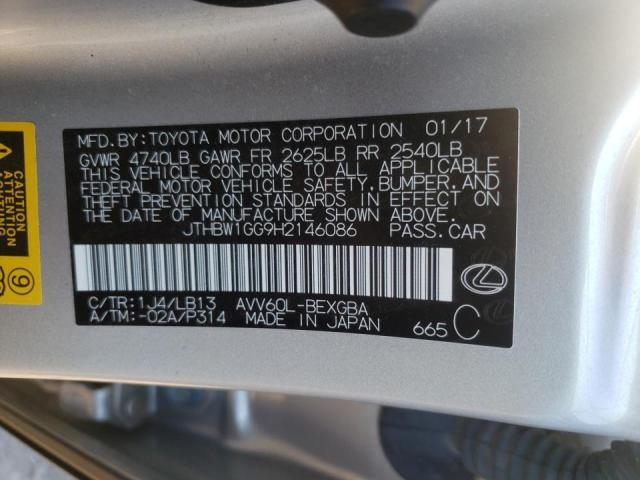 MFD. BY: TOYOTA MOTOR CORPORATION 01/17
GVWR 4740LB GAWR FR 2625LB RR 2540LB
THIS VEHICLE CONFORMS TO ALL APPLICABLE
FEDERAL MOTOR VEHICLE SAFETY, BUMPER, AND
THEFT PREVENTION STANDARDS IN EFFECT ON
THE DATE OF MANUFACTURE SHOWN ABOVE.
JTHBW1GG9H2146086 PASS. CAR
C/TR: 1J4/LB13 AVV60L-BEXGBA
A/TM: -02A/P314 MADE IN JAPAN 665 C
CAUTION